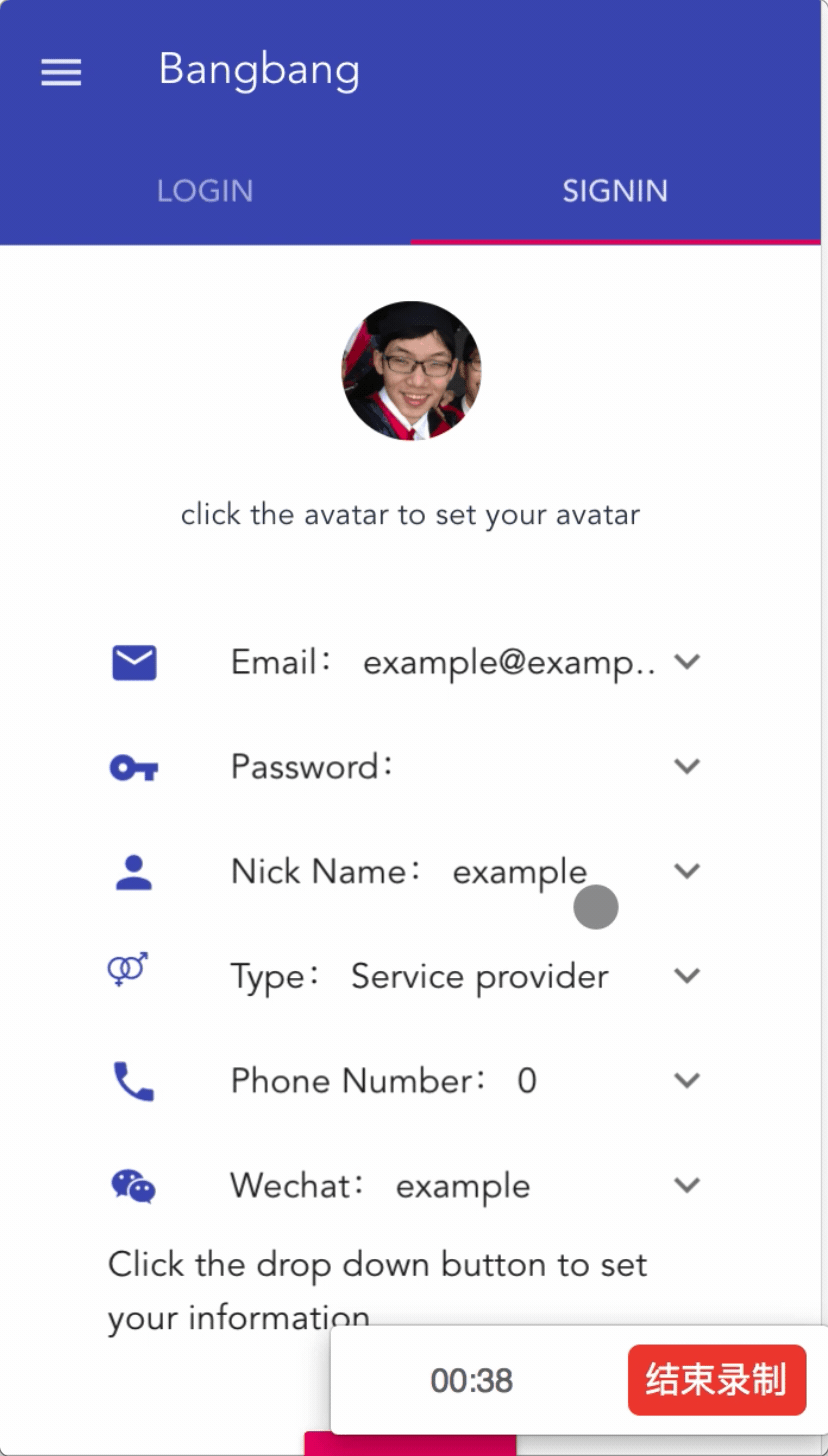 Bangbang
LOGIN SIGNIN
click the avatar to set your avatar
Email： example@examp..
Password：
Nick Name： example
Type： Service provider
Phone Number： 0
Wechat： example
Click the drop down button to set
your information
00:38 结束录制